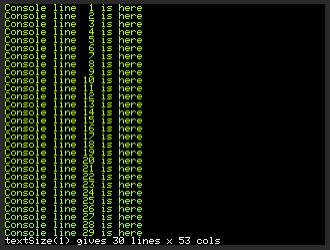 Console line  1 is here
Console line  2 is here
Console line  3 is here
Console line  4 is here
Console line  5 is here
Console line  6 is here
Console line  7 is here
Console line  8 is here
Console line  9 is here
Console line 10 is here
Console line 11 is here
Console line 12 is here
Console line 13 is here
Console line 14 is here
Console line 15 is here
Console line 16 is here
Console line 17 is here
Console line 18 is here
Console line 19 is here
Console line 20 is here
Console line 21 is here
Console line 22 is here
Console line 23 is here
Console line 24 is here
Console line 25 is here
Console line 26 is here
Console line 27 is here
Console line 28 is here
Console line 29 is here
textSize(1) gives 30 lines x 53 cols